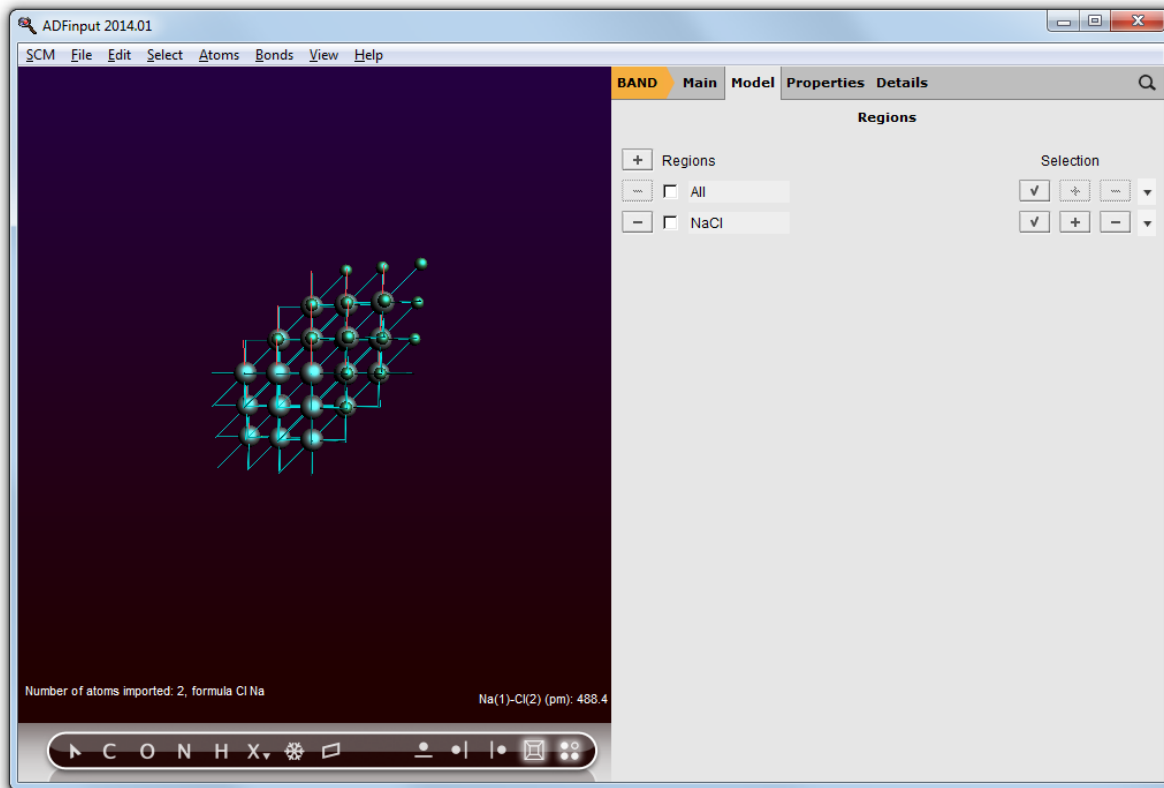 ADFinput 2014.01
SCM File Edit Select Atoms Bonds View Help
BAND Main Model Properties Details
Regions
+ Regions Selection
All
NaCl
Number of atoms imported: 2, formula Cl Na
Na(1)-Cl(2) (pm): 488.4
C O N H X